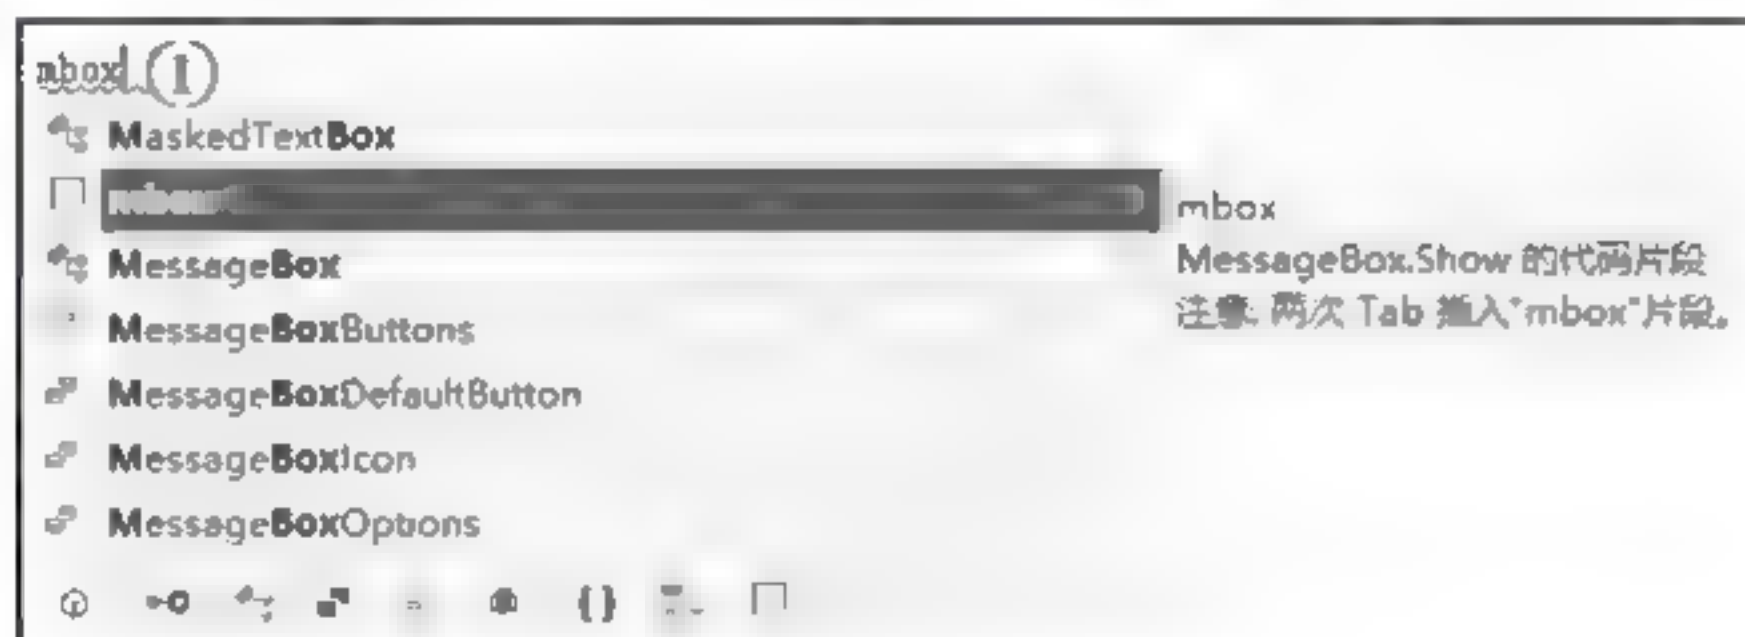 mbox (1)
MaskedTextBox
mbox
MessageBox
MessageBoxButtons
MessageBoxDefaultButton
MessageBoxIcon
MessageBoxOptions
mbox
MessageBox.Show 的代码片段
注意: 两次 Tab 插入"mbox"片段。